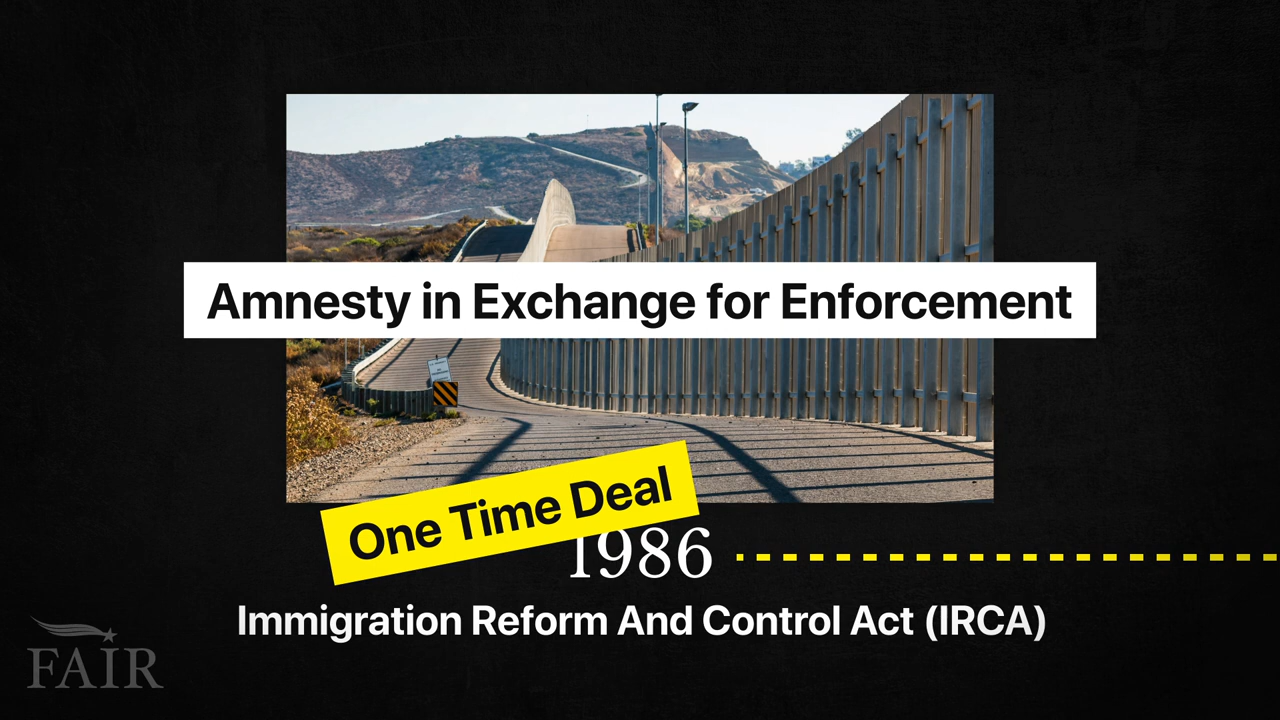 Amnesty in Exchange for Enforcement
One Time Deal
1986
Immigration Reform And Control Act (IRCA)
FAIR